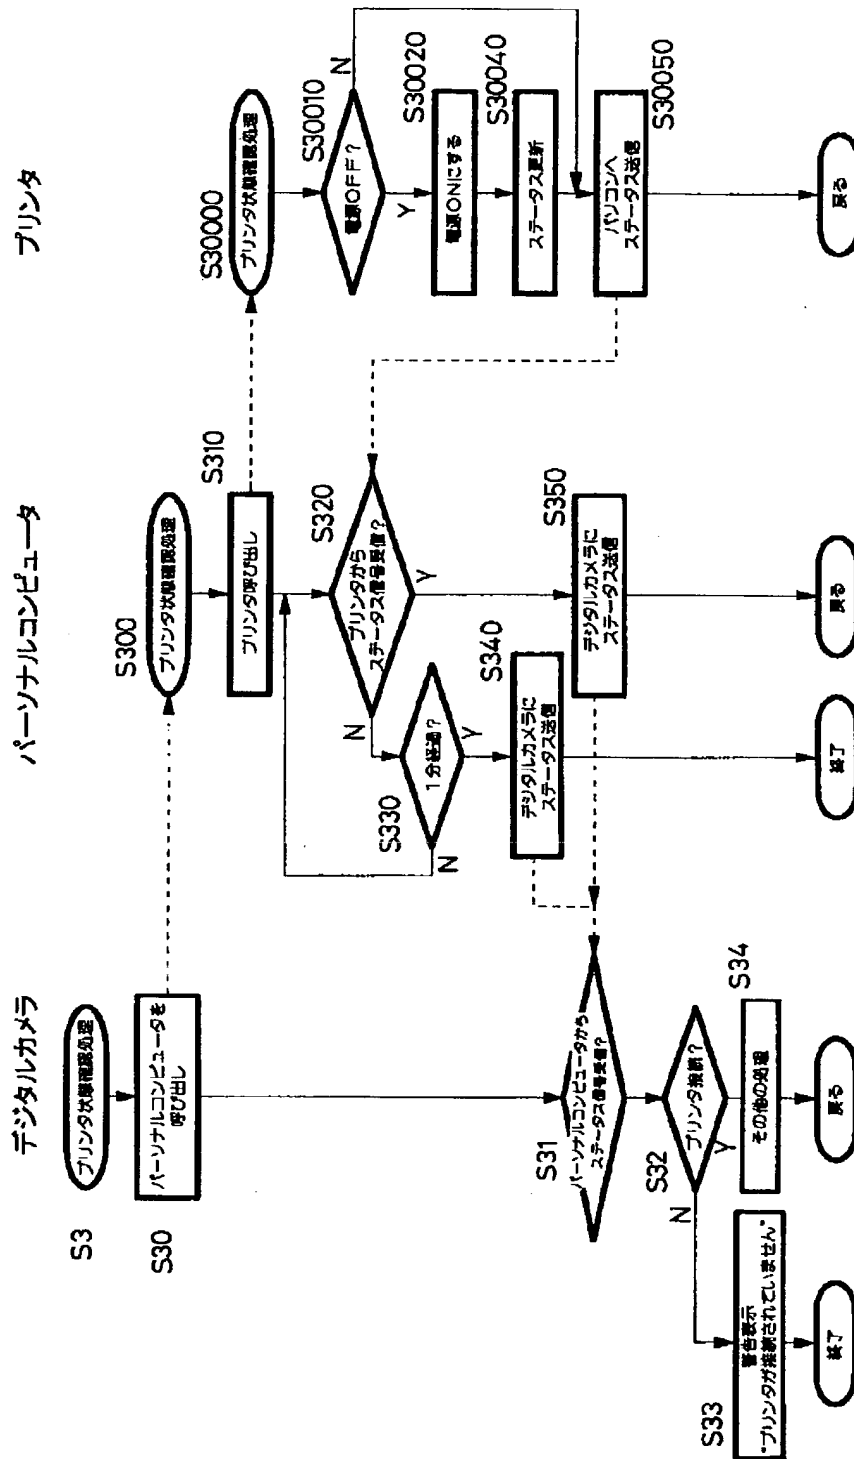 デジタルカメラ
S3
プリンタ状態確認処理
S30
パーソナルコンピュータを
呼び出し
S31
パーソナルコンピュータから
ステータス信号受信?
S32
プリンタ接続?
N
Y
S33
警告表示
"プリンタが接続されていません"
S34
その他の処理
終了
戻る
パーソナルコンピュータ
S300
プリンタ状態確認処理
S310
プリンタ呼び出し
S320
プリンタから
ステータス信号受信?
N
Y
S330
1分経過?
N
Y
S340
デジタルカメラに
ステータス送信
S350
デジタルカメラに
ステータス送信
終了
戻る
プリンタ
S30000
プリンタ状態確認処理
S30010
電源OFF?
N
Y
S30020
電源ONにする
S30040
ステータス更新
S30050
パソコンへ
ステータス送信
戻る